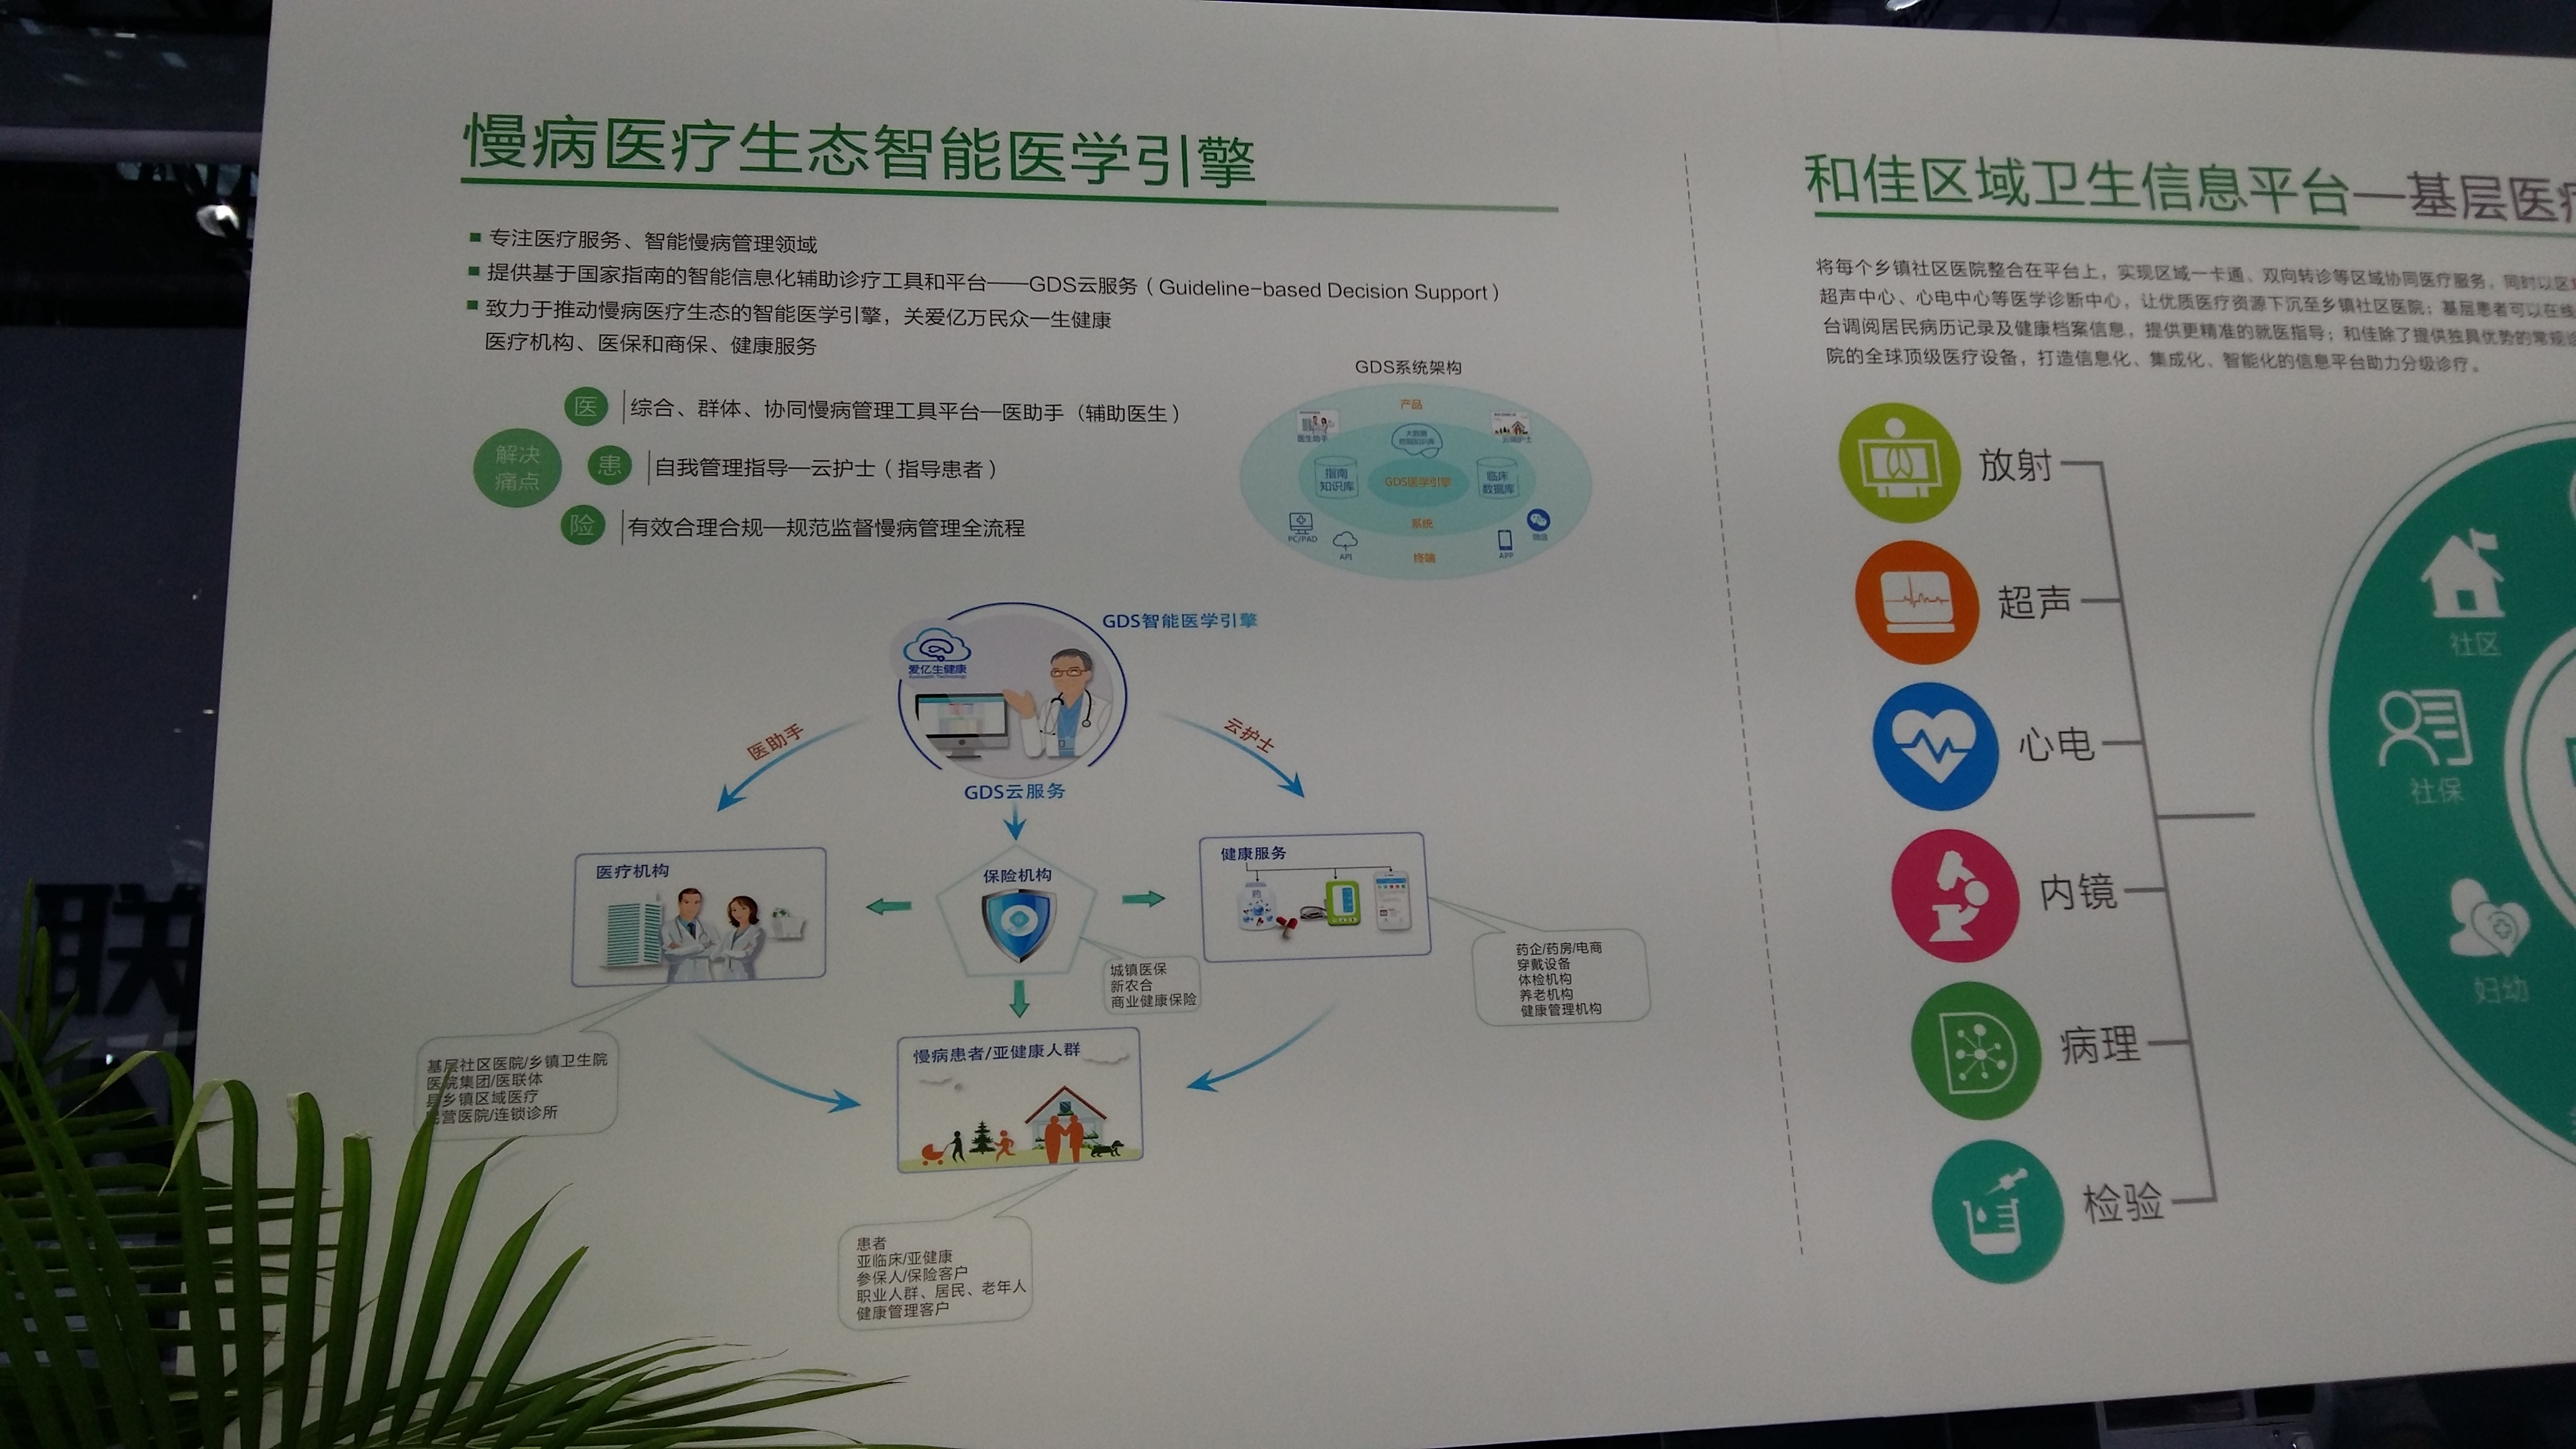 慢病医疗生态智能医学引擎
专注医疗服务、智能慢病管理领域
提供基于国家指南的智能信息化辅助诊疗工具和平台——GDS云服务（Guideline-based Decision Support）
致力于推动慢病医疗生态的智能医学引擎，关爱亿万民众一生健康
医疗机构、医保和商保、健康服务
解决
痛点
医
综合、群体、协同慢病管理工具平台—医助手（辅助医生）
患
自我管理指导—云护士（指导患者）
险
有效合理合规—规范监督慢病管理全流程
GDS系统架构
产品
医生助手
指南
知识库
GDS医学引擎
临床
数据库
系统
PC/PAD
API
终端
APP
微信
GDS智能医学引擎
爱亿生健康
医助手
云护士
GDS云服务
医疗机构
保险机构
健康服务
药
城镇医保
新农合
商业健康保险
药企/药房/电商
穿戴设备
体检机构
养老机构
健康管理机构
基层社区医院/乡镇卫生院
医院集团/医联体
县乡镇区域医疗
民营医院/连锁诊所
慢病患者/亚健康人群
患者
亚临床/亚健康
参保人/保险客户
职业人群、居民、老年人
健康管理客户
和佳区域卫生信息平台—基层医疗
将每个乡镇社区医院整合在平台上，实现区域一卡通、双向转诊等区域协同医疗服务，同时以区
超声中心、心电中心等医学诊断中心，让优质医疗资源下沉至乡镇社区医院；基层患者可以在线
台调阅居民病历记录及健康档案信息，提供更精准的就医指导；和佳除了提供独具优势的常规
院的全球顶级医疗设备，打造信息化、集成化、智能化的信息平台助力分级诊疗。
放射
超声
心电
内镜
病理
检验
社区
社保
妇幼
联